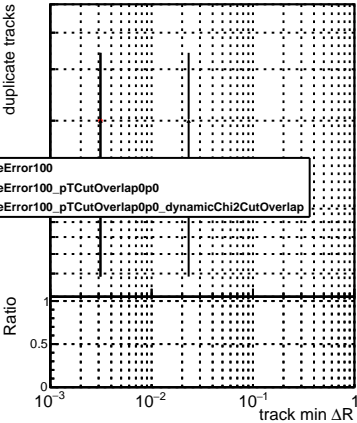 duplicate tracks
eError100
eError100_pTCutOverlap0p0
eError100_pTCutOverlap0p0_dynamicChi2CutOverlap
Ratio
1
0.5
0
10⁻³ 10⁻² 10⁻¹ 1
track min ΔR